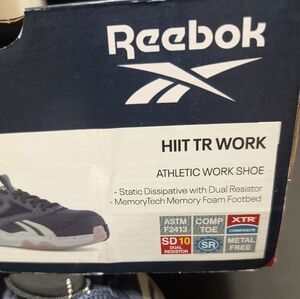 Reebok
HIIT TR WORK
ATHLETIC WORK SHOE
- Static Dissipative with Dual Resistor
- MemoryTech Memory Foam Footbed
ASTM F2413
COMP TOE
XTR COMPOSITE
SD 10 DUAL RESISTOR
SR
METAL FREE